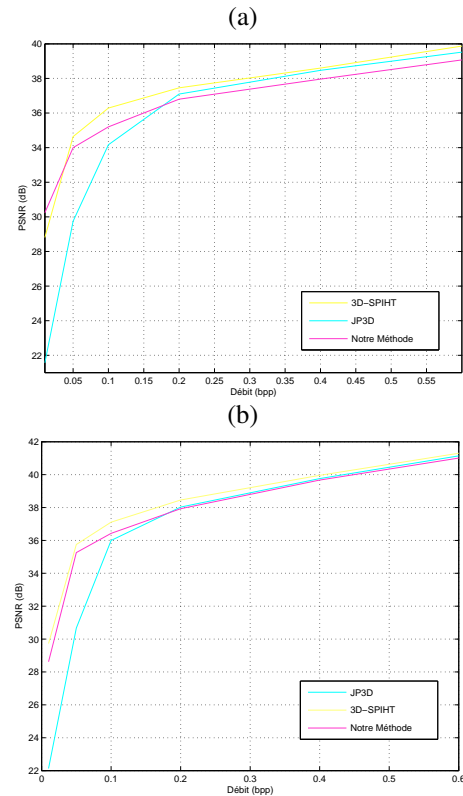 (a)
40
38
36
34
32
30
28
26
24
22
PSNR (dB)
3D−SPIHT
JP3D
Notre Méthode
0.05 0.1 0.15 0.2 0.25 0.3 0.35 0.4 0.45 0.5 0.55
Débit (bpp)
(b)
42
40
38
36
34
32
30
28
26
24
22
PSNR (dB)
JP3D
3D−SPIHT
Notre Méthode
0 0.1 0.2 0.3 0.4 0.5 0.6
Débit (bpp)